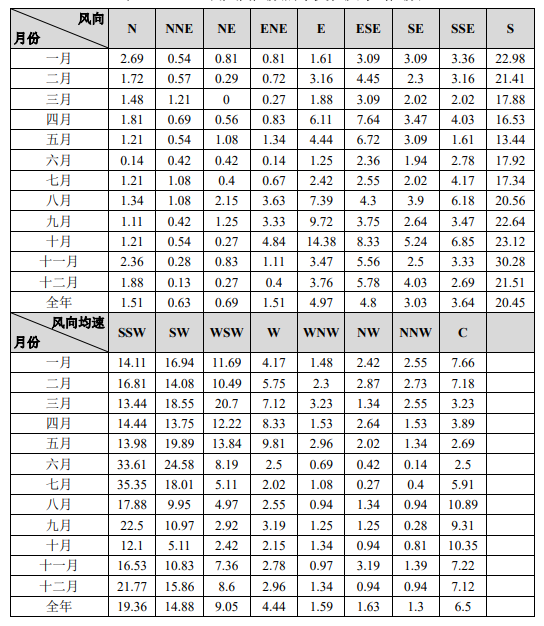 风向
月份 N NNE NE ENE E ESE SE SSE S
一月 2.69 0.54 0.81 0.81 1.61 3.09 3.09 3.36 22.98
二月 1.72 0.57 0.29 0.72 3.16 4.45 2.3 3.16 21.41
三月 1.48 1.21 0 0.27 1.88 3.09 2.02 2.02 17.88
四月 1.81 0.69 0.56 0.83 6.11 7.64 3.47 4.03 16.53
五月 1.21 0.54 1.08 1.34 4.44 6.72 3.09 1.61 13.44
六月 0.14 0.42 0.42 0.14 1.25 2.36 1.94 2.78 17.92
七月 1.21 1.08 0.4 0.67 2.42 2.55 2.02 4.17 17.34
八月 1.34 1.08 2.15 3.63 7.39 4.3 3.9 6.18 20.56
九月 1.11 0.42 1.25 3.33 9.72 3.75 2.64 3.47 22.64
十月 1.21 0.54 0.27 4.84 14.38 8.33 5.24 6.85 23.12
十一月 2.36 0.28 0.83 1.11 3.47 5.56 2.5 3.33 30.28
十二月 1.88 0.13 0.27 0.4 3.76 5.78 4.03 2.69 21.51
全年 1.51 0.63 0.69 1.51 4.97 4.8 3.03 3.64 20.45
风向均速
月份 SSW SW WSW W WNW NW NNW C
一月 14.11 16.94 11.69 4.17 1.48 2.42 2.55 7.66
二月 16.81 14.08 10.49 5.75 2.3 2.87 2.73 7.18
三月 13.44 18.55 20.7 7.12 3.23 1.34 2.55 3.23
四月 14.44 13.75 12.22 8.33 1.53 2.64 1.53 3.89
五月 13.98 19.89 13.84 9.81 2.96 2.02 1.34 2.69
六月 33.61 24.58 8.19 2.5 0.69 0.42 0.14 2.5
七月 35.35 18.01 5.11 2.02 1.08 0.27 0.4 5.91
八月 17.88 9.95 4.97 2.55 0.94 1.34 0.94 10.89
九月 22.5 10.97 2.92 3.19 1.25 1.25 0.28 9.31
十月 12.1 5.11 2.42 2.15 1.34 0.94 0.81 10.35
十一月 16.53 10.83 7.36 2.78 0.97 3.19 1.39 7.22
十二月 21.77 15.86 8.6 2.96 1.34 0.94 0.94 7.12
全年 19.36 14.88 9.05 4.44 1.59 1.63 1.3 6.5